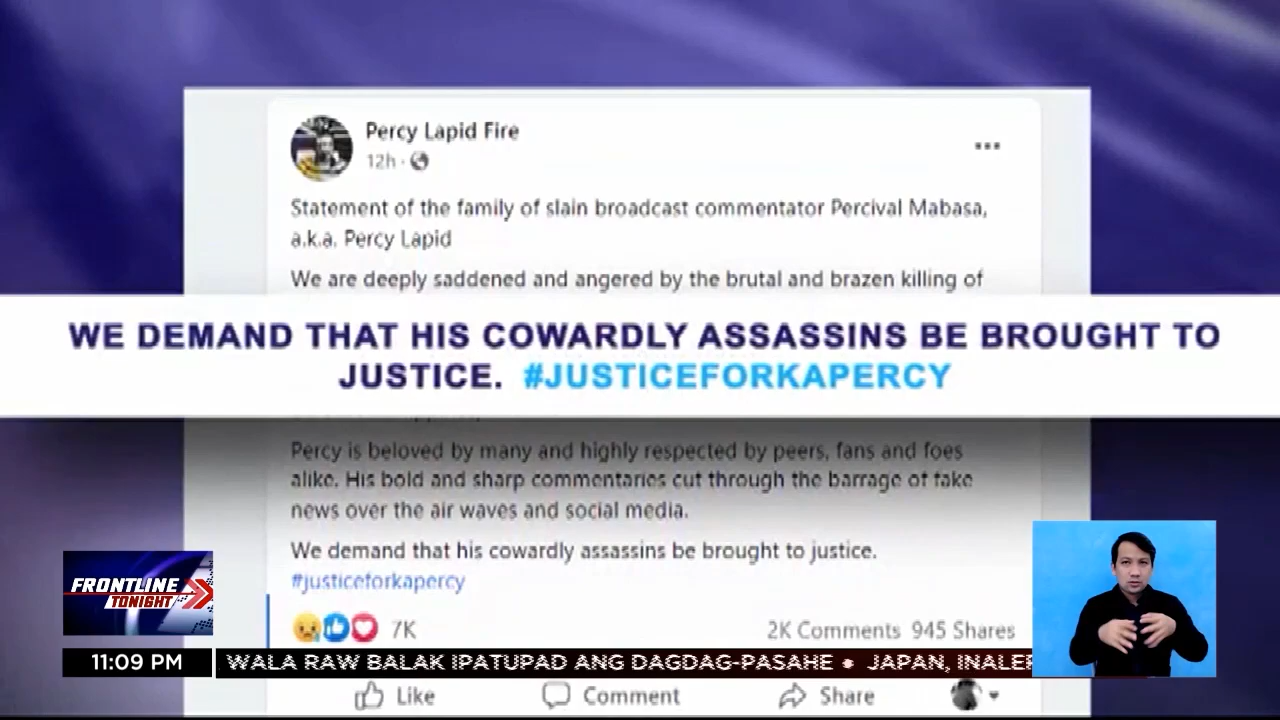 Percy Lapid Fire
12h ·
Statement of the family of slain broadcast commentator Percival Mabasa,
a.k.a. Percy Lapid
We are deeply saddened and angered by the brutal and brazen killing of
WE DEMAND THAT HIS COWARDLY ASSASSINS BE BROUGHT TO
JUSTICE. #JUSTICEFORKAPERCY
Percy is beloved by many and highly respected by peers, fans and foes
alike. His bold and sharp commentaries cut through the barrage of fake
news over the air waves and social media.
We demand that his cowardly assassins be brought to justice.
#justiceforkapercy
7K
2K Comments 945 Shares
FRONTLINE
TONIGHT
11:09 PM
WALA RAW BALAK IPATUPAD ANG DAGDAG-PASAHE • JAPAN, INALE
Like
Comment
Share